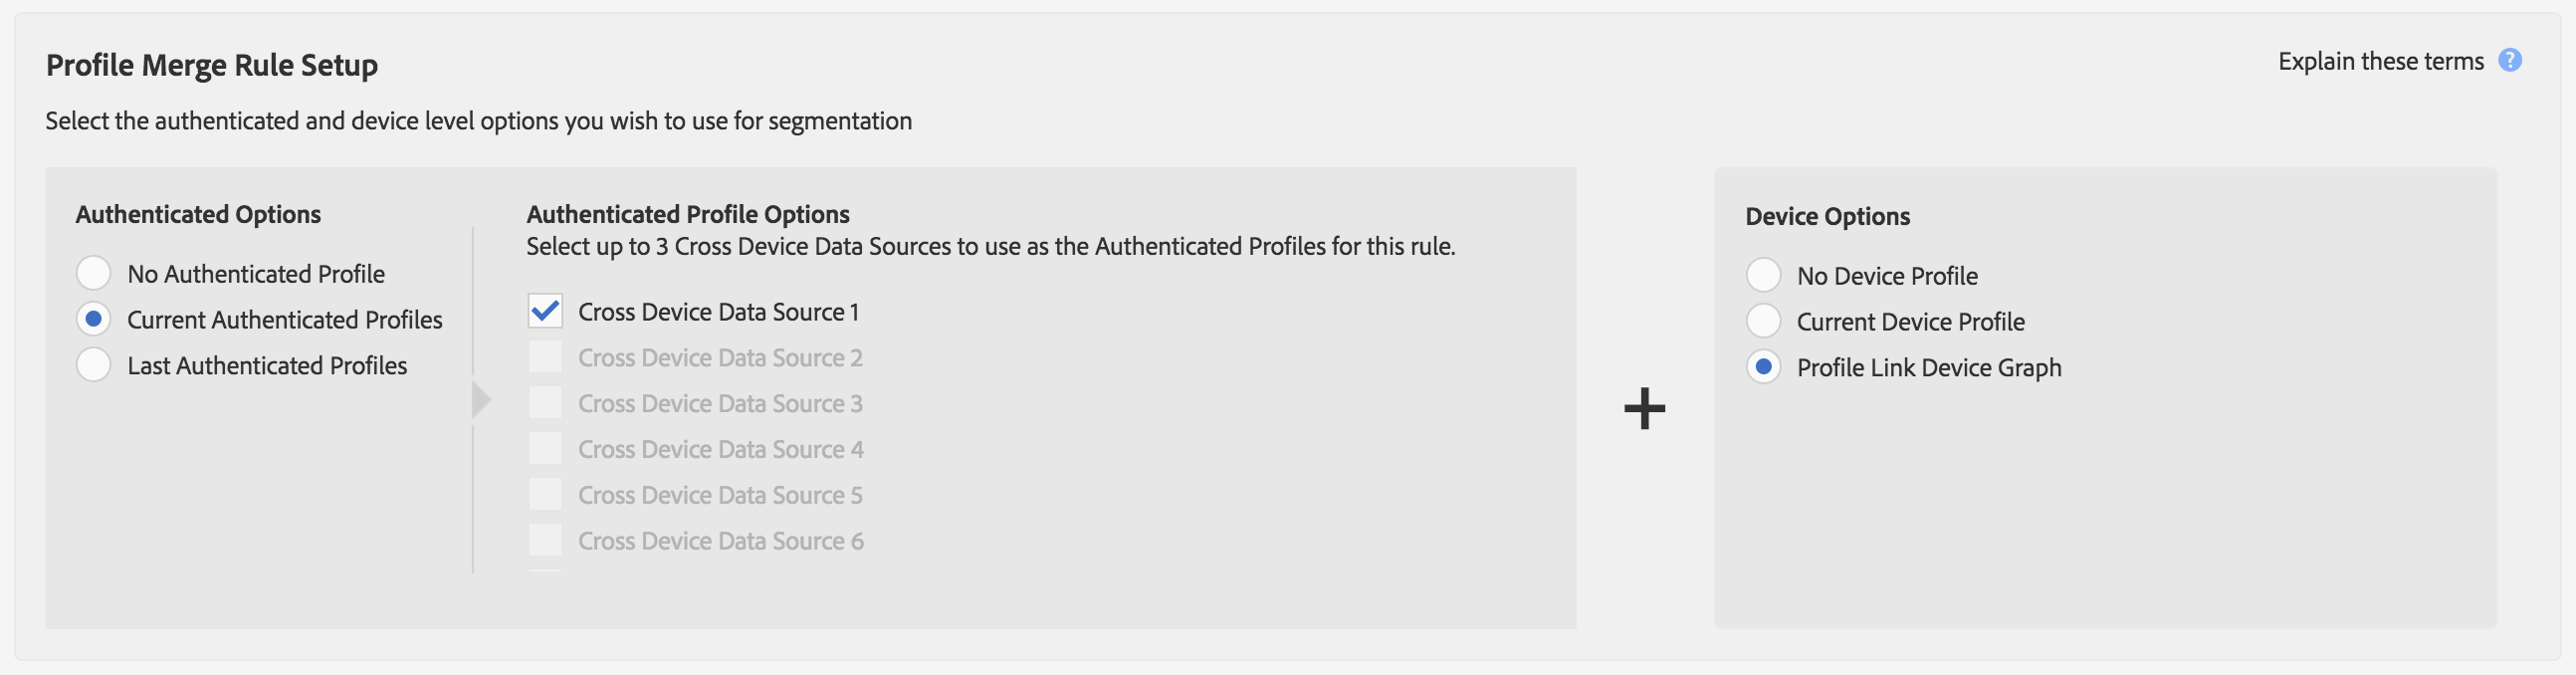 Profile Merge Rule Setup
Explain these terms ?
Select the authenticated and device level options you wish to use for segmentation
Authenticated Options
No Authenticated Profile
Current Authenticated Profiles
Last Authenticated Profiles
Authenticated Profile Options
Select up to 3 Cross Device Data Sources to use as the Authenticated Profiles for this rule.
Cross Device Data Source 1
Cross Device Data Source 2
Cross Device Data Source 3
Cross Device Data Source 4
Cross Device Data Source 5
Cross Device Data Source 6
+
Device Options
No Device Profile
Current Device Profile
Profile Link Device Graph